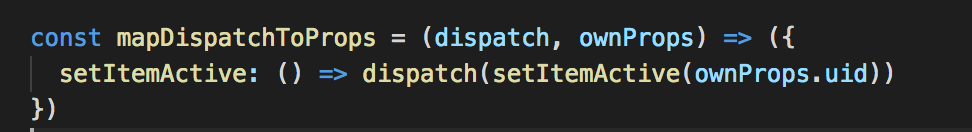 const mapDispatchToProps = (dispatch, ownProps) => ({
setItemActive: () => dispatch(setItemActive(ownProps.uid))
})